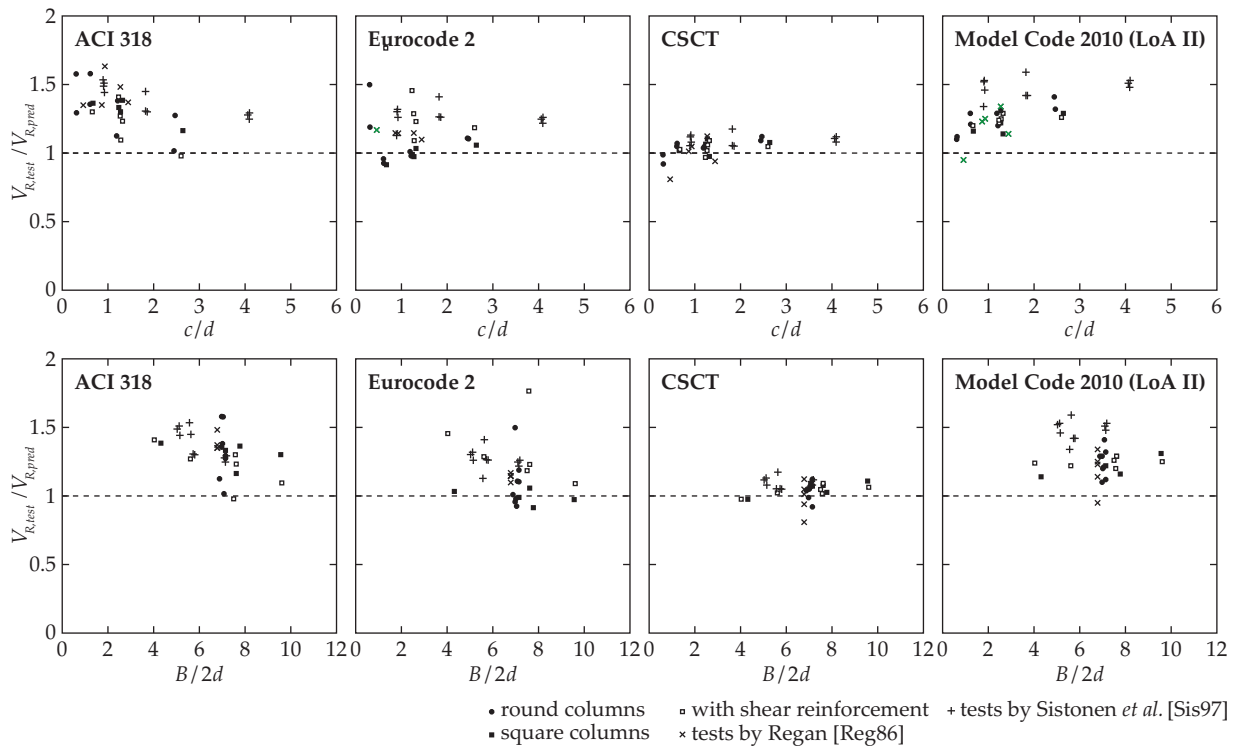 ACI 318
Eurocode 2
CSCT
Model Code 2010 (LoA II)
2
1.5
1
0.5
0
V_{R,test} / V_{R,pred}
0 1 2 3 4 5 6
0 1 2 3 4 5 6
0 1 2 3 4 5 6
0 1 2 3 4 5 6
c/d
c/d
c/d
c/d
ACI 318
Eurocode 2
CSCT
Model Code 2010 (LoA II)
2
1.5
1
0.5
0
V_{R,test} / V_{R,pred}
0 2 4 6 8 10 12
0 2 4 6 8 10 12
0 2 4 6 8 10 12
0 2 4 6 8 10 12
B/2d
B/2d
B/2d
B/2d
round columns
with shear reinforcement
tests by Sistonen et al. [Sis97]
square columns
tests by Regan [Reg86]